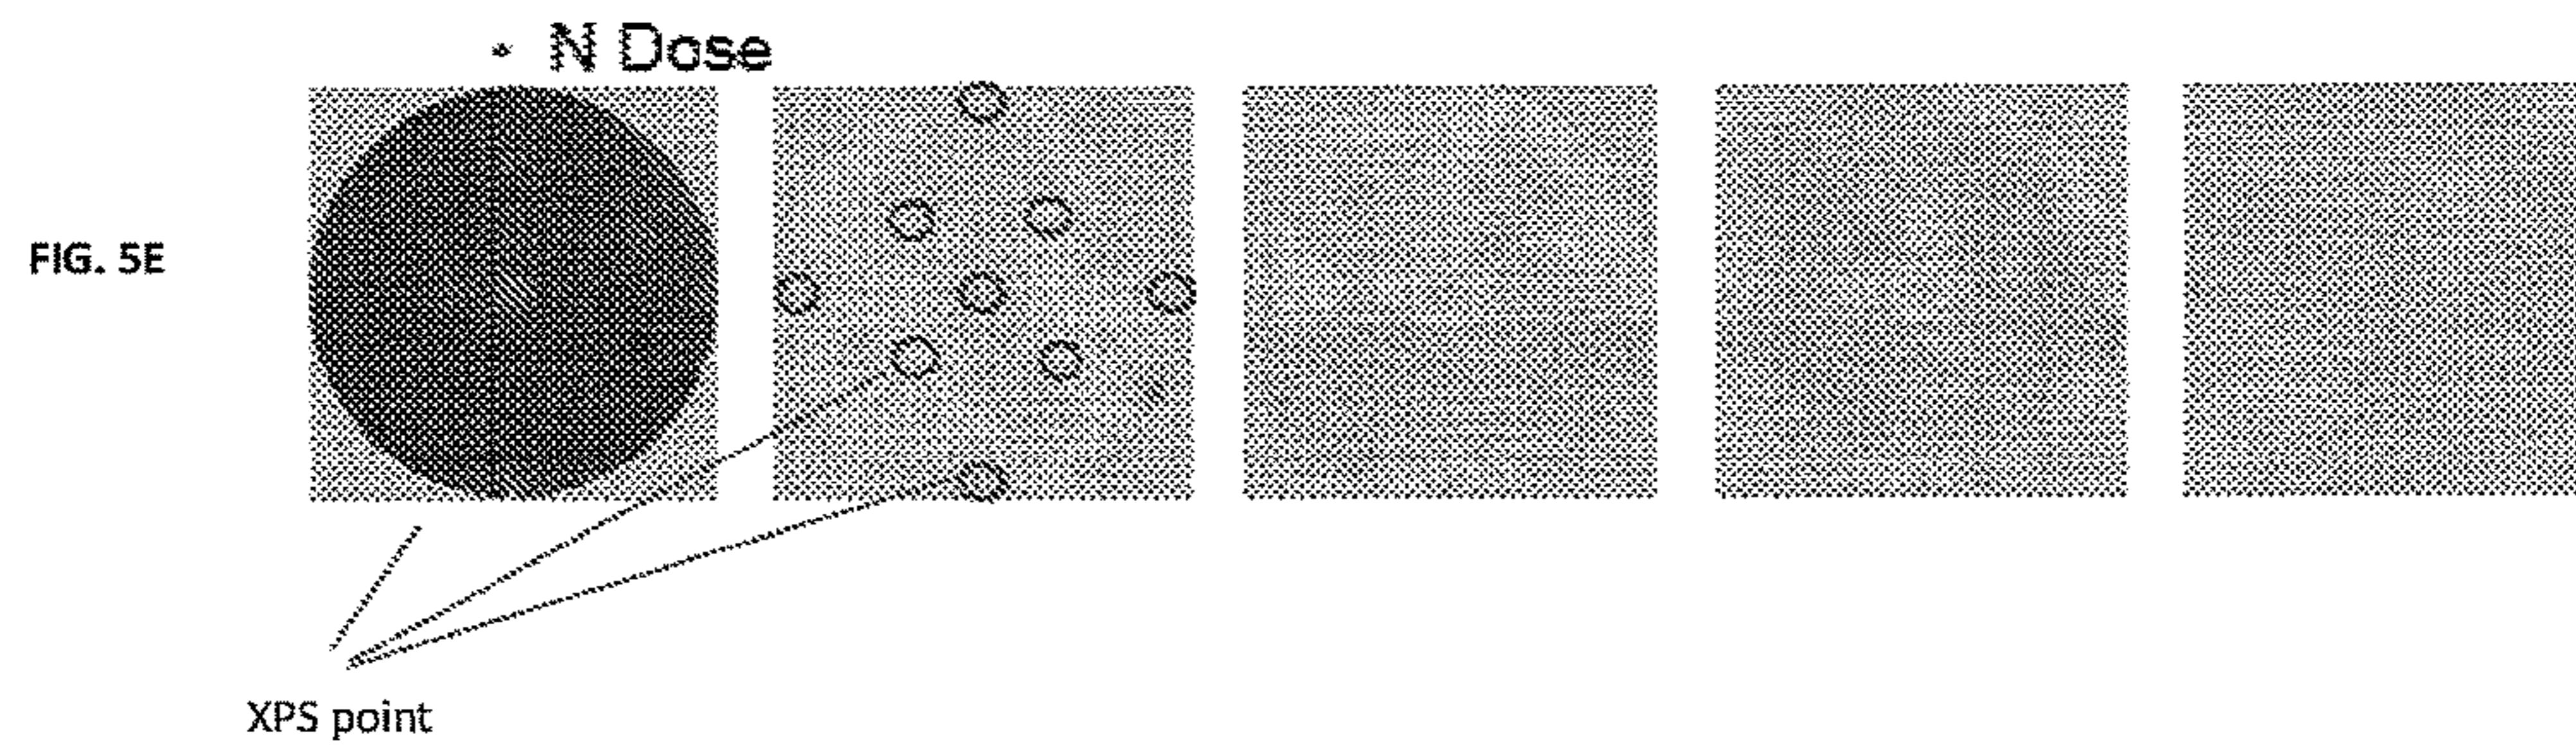 • N Dose
FIG. 5E
XPS point